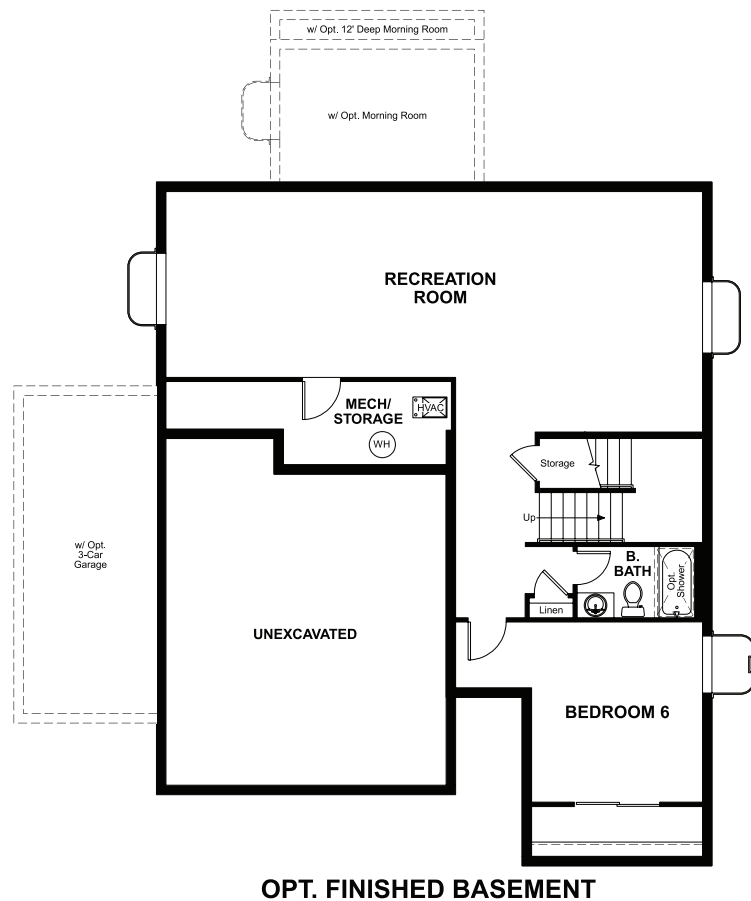 w/ Opt. 12' Deep Morning Room
w/ Opt. Morning Room
RECREATION
ROOM
MECH/
STORAGE
HVAC
WH
Storage
Up
w/ Opt.
3-Car
Garage
B.
BATH
Opt.
Shower
Linen
UNEXCAVATED
BEDROOM 6
OPT. FINISHED BASEMENT